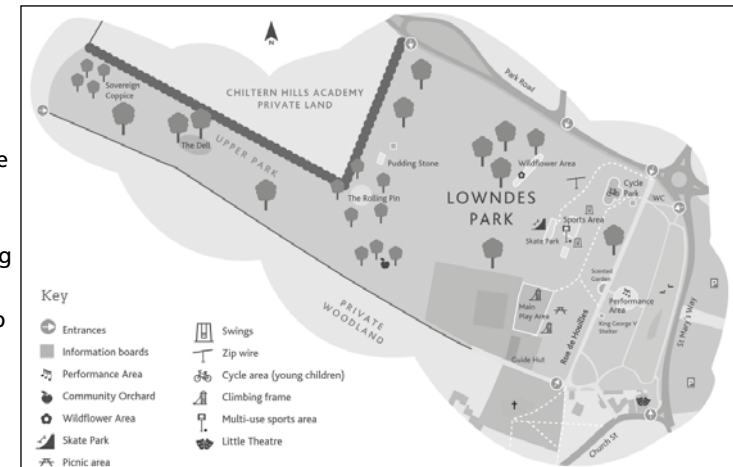 e
g
o
N
CHILTERN HILLS ACADEMY
PRIVATE LAND
Sovereign
Coppice
The Dell
UPPER PARK
Park Road
Pudding Stone
The Rolling Pin
Wildflower Area
LOWNDES
PARK
Cycle
Park
WC
Sports Area
Skate Park
Scented
Garden
Main
Play Area
Performance
Area
King George V
Shelter
Rue de Houilles
St Mary's Way
PRIVATE
WOODLAND
Guide Hut
Church St
Key
Entrances
Information boards
Performance Area
Community Orchard
Wildflower Area
Skate Park
Picnic area
Swings
Zip wire
Cycle area (young children)
Climbing frame
Multi-use sports area
Little Theatre